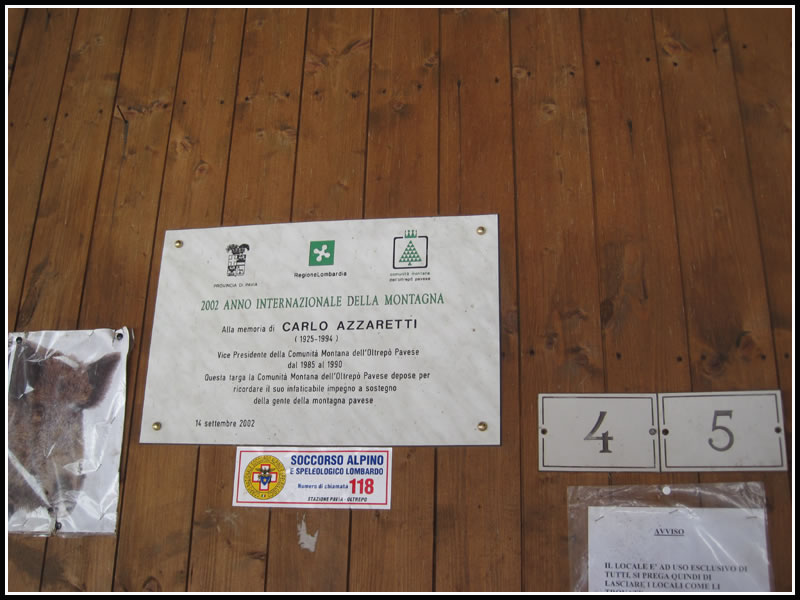 PROVINCIA DI PAVIA
RegioneLombardia
comunità montana
dell'oltrepò pavese
2002 ANNO INTERNAZIONALE DELLA MONTAGNA
Alla memoria di CARLO AZZARETTI
(1925-1994)
Vice Presidente della Comunità Montana dell'Oltrepò Pavese
dal 1985 al 1990
Questa targa la Comunità Montana dell'Oltrepò Pavese depose per
ricordare il suo infaticabile impegno a sostegno
della gente della montagna pavese
14 settembre 2002
SOCCORSO ALPINO
E SPELEOLOGICO LOMBARDO
Numero di chiamata 118
STAZIONE PAVIA - OLTREPO
4
5
AVVISO
IL LOCALE E' AD USO ESCLUSIVO DI
TUTTI, SI PREGA QUINDI DI
LASCIARE I LOCALI COME LI